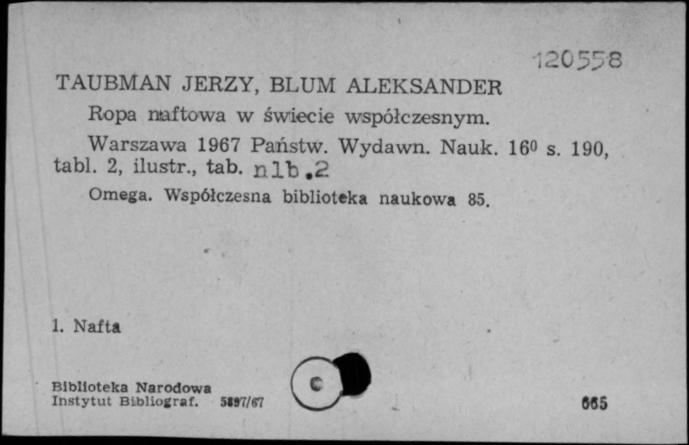 120558
TAUBMAN JERZY, BLUM ALEKSANDER
Ropa naftowa w świecie współczesnym.
Warszawa 1967 Państw. Wydawn. Nauk. 16⁰ s. 190,
tabl. 2, ilustr., tab. nlb.2
Omega. Współczesna biblioteka naukowa 85.
1. Nafta
C
Biblioteka Narodowa
Instytut Bibliograf. 5897/67
665